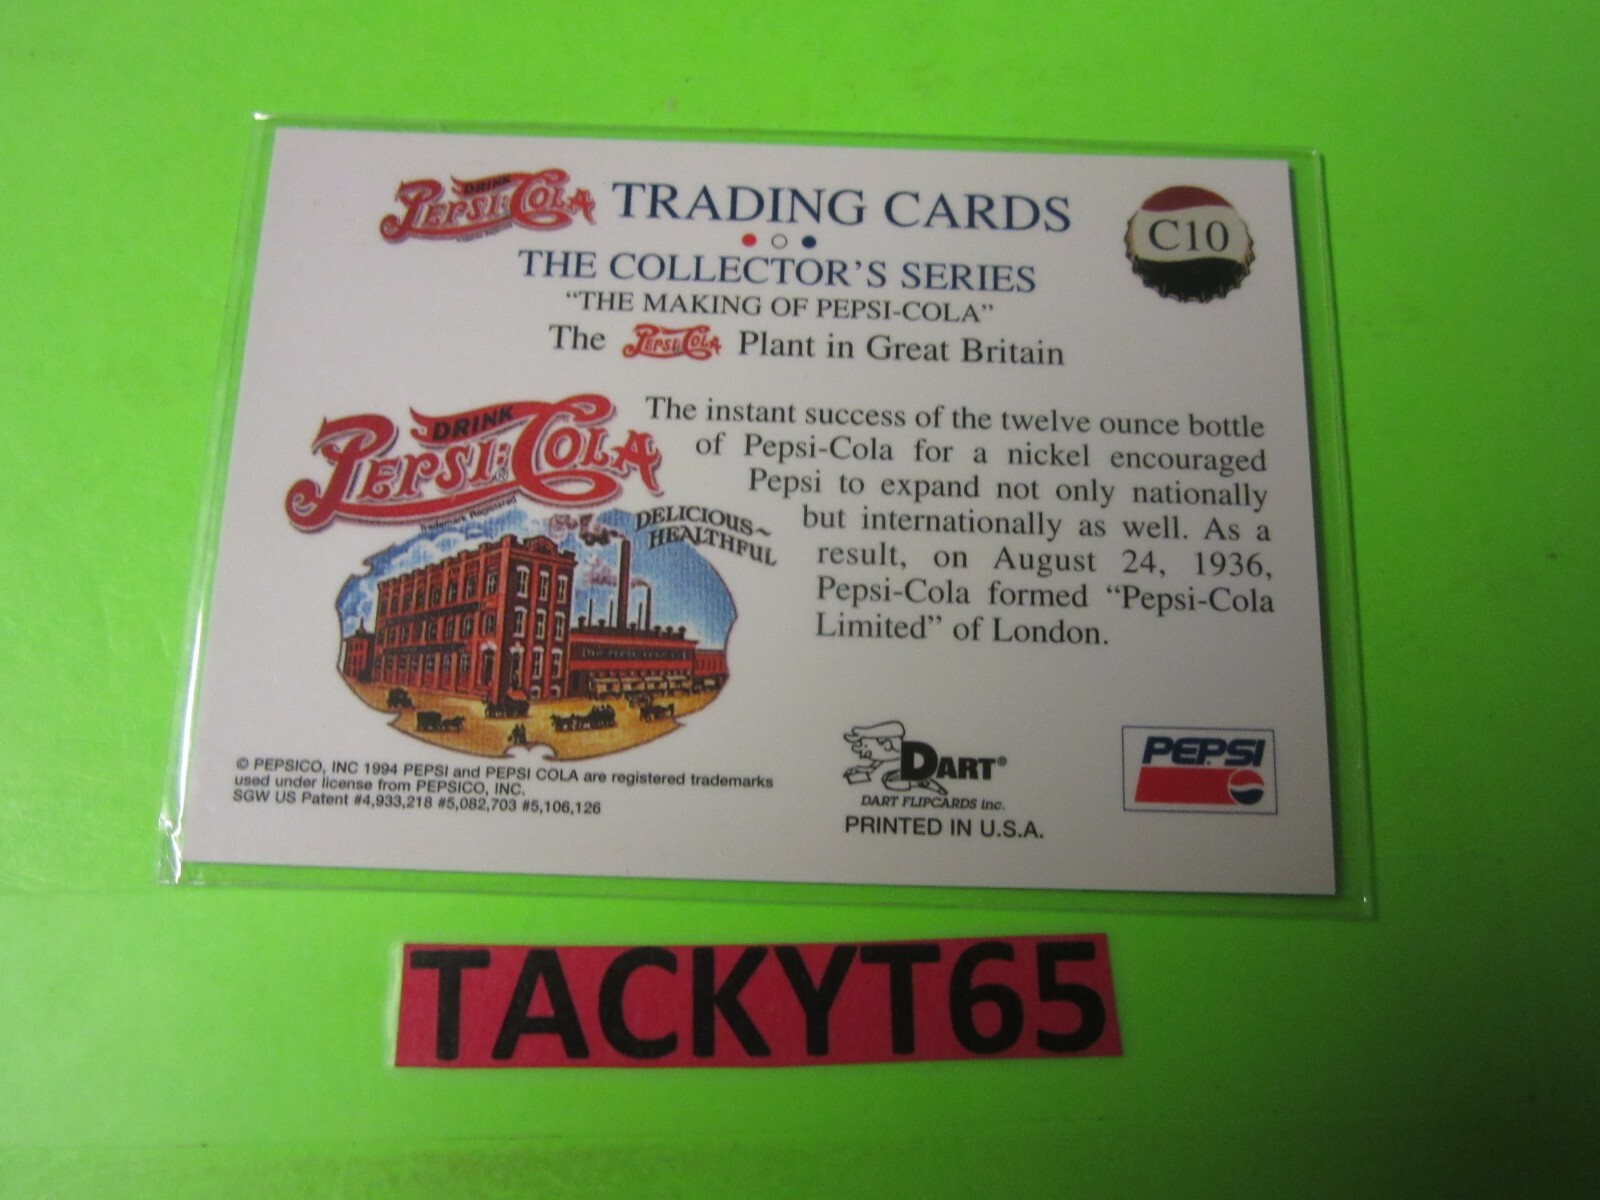 DRINK
PEPSI:COLA TRADING CARDS
C10
THE COLLECTOR'S SERIES
"THE MAKING OF PEPSI-COLA"
The PEPSI:COLA Plant in Great Britain
DRINK
PEPSI:COLA®
Trademark Registered
DELICIOUS~
HEALTHFUL
The instant success of the twelve ounce bottle
of Pepsi-Cola for a nickel encouraged
Pepsi to expand not only nationally
but internationally as well. As a
result, on August 24, 1936,
Pepsi-Cola formed "Pepsi-Cola
Limited" of London.
© PEPSICO, INC 1994 PEPSI and PEPSI COLA are registered trademarks
used under license from PEPSICO, INC.
SGW US Patent #4,933,218 #5,082,703 #5,106,126
DART®
DART FLIPCARDS Inc.
PRINTED IN U.S.A.
PEPSI
TACKYT65